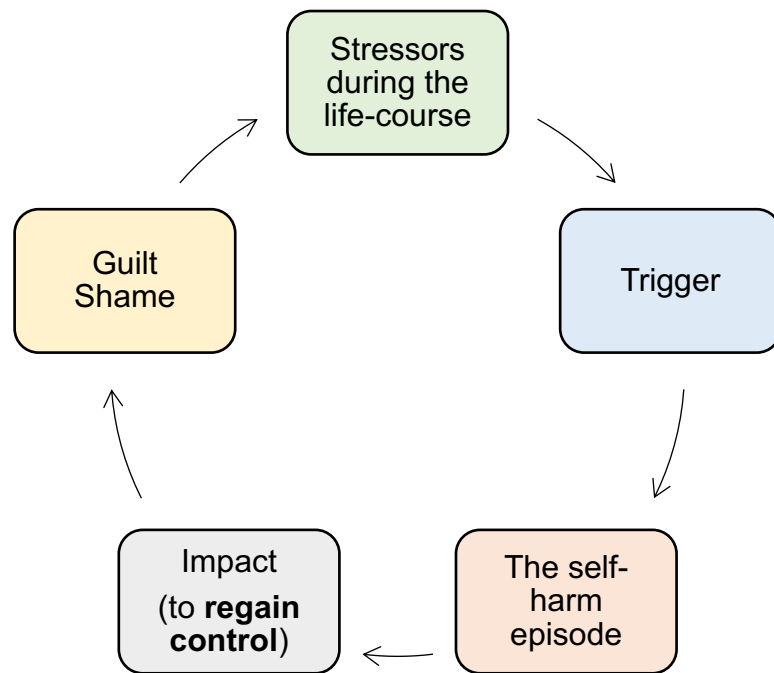 Stressors
during the
life-course
Guilt
Shame
Trigger
Impact
(to regain
control)
The self-
harm
episode